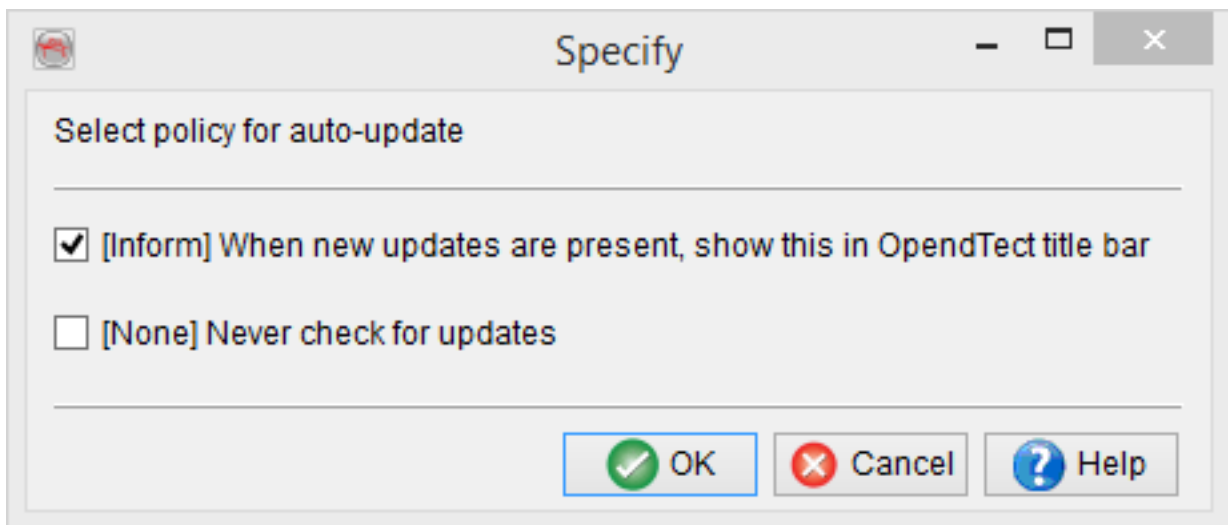 Specify
Select policy for auto-update
[Inform] When new updates are present, show this in OpendTect title bar
[None] Never check for updates
OK Cancel Help